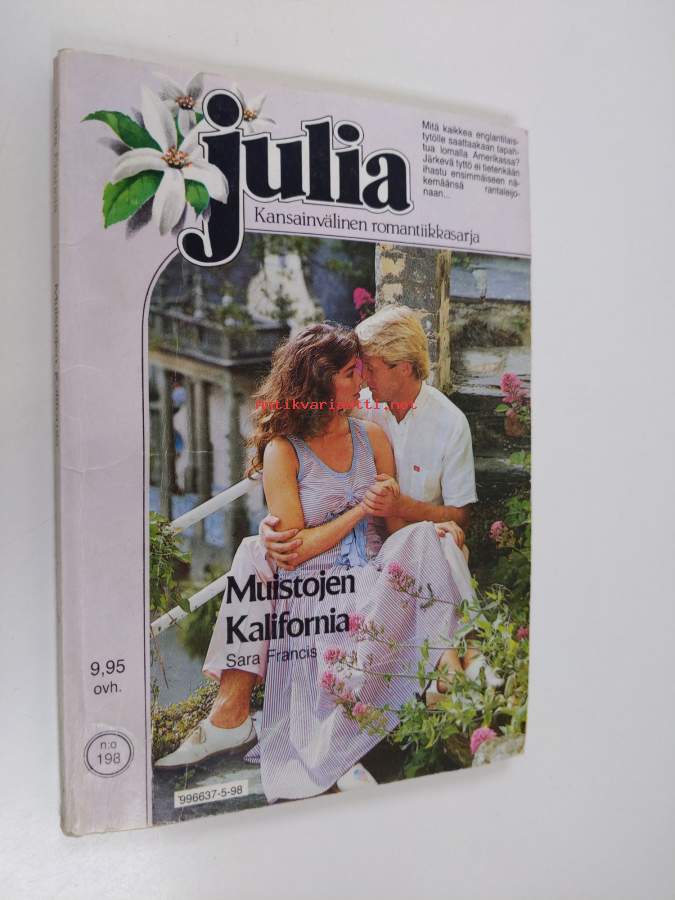 julia
Kansainvälinen romantiikkasarja
Mitä kaikkea englantilais-
tytölle saattaakaan tapah-
tua lomalla Amerikassa?
Järkevä tyttö ei tietenkään
ihastu ensimmäiseen nä-
kemäänsä rantaleijo-
naan...
antikvariaatti.net
Muistojen
Kalifornia
Sara Francis
9,95
ovh.
n:o
198
996637-5-98